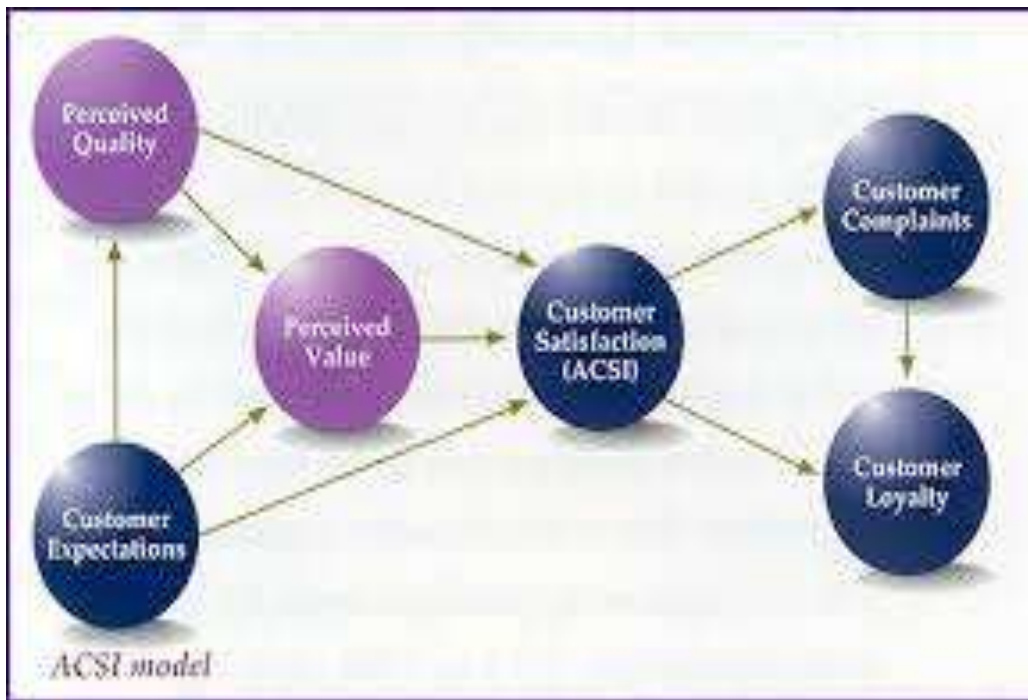 Perceived
Quality
Customer
Complaints
Perceived
Value
Customer
Satisfaction
(ACSI)
Customer
Loyalty
Customer
Expectations
ACSI model